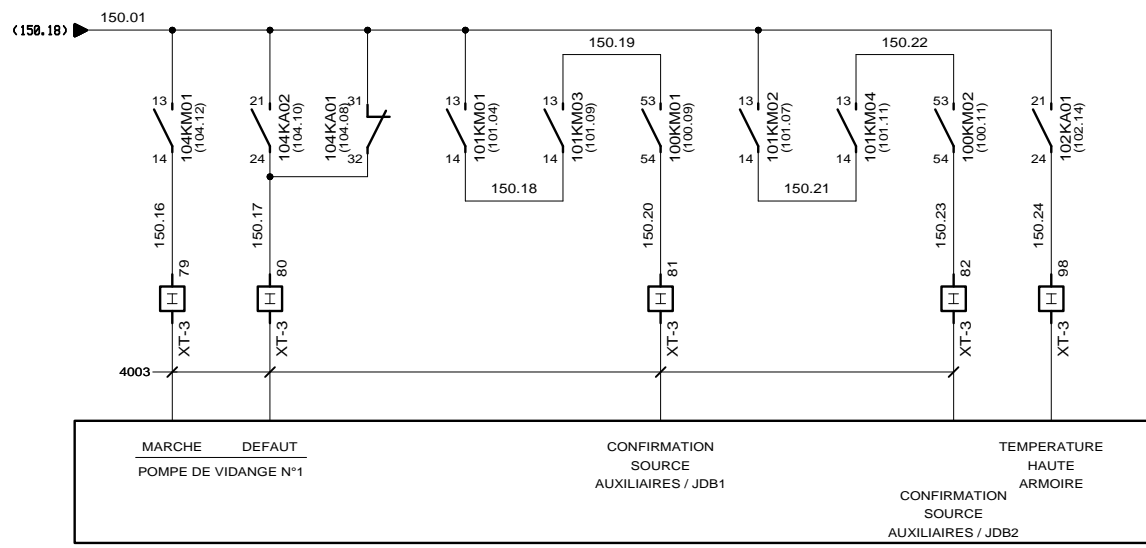 150.01
(150.18)
150.19
150.22
13
14
104KM01
(104.12)
21
24
104KA02
(104.10)
31
32
104KA01
(104.08)
13
14
101KM01
(101.04)
13
14
101KM03
(101.09)
53
54
100KM01
(100.09)
13
14
101KM02
(101.07)
13
14
101KM04
(101.11)
53
54
100KM02
(100.11)
21
24
102KA01
(102.14)
150.18
150.21
150.16
150.17
150.20
150.23
150.24
79
XT-3
80
XT-3
81
XT-3
82
XT-3
98
XT-3
4003
MARCHE
DEFAUT
POMPE DE VIDANGE N°1
CONFIRMATION
SOURCE
AUXILIAIRES / JDB1
CONFIRMATION
SOURCE
AUXILIAIRES / JDB2
TEMPERATURE
HAUTE
ARMOIRE